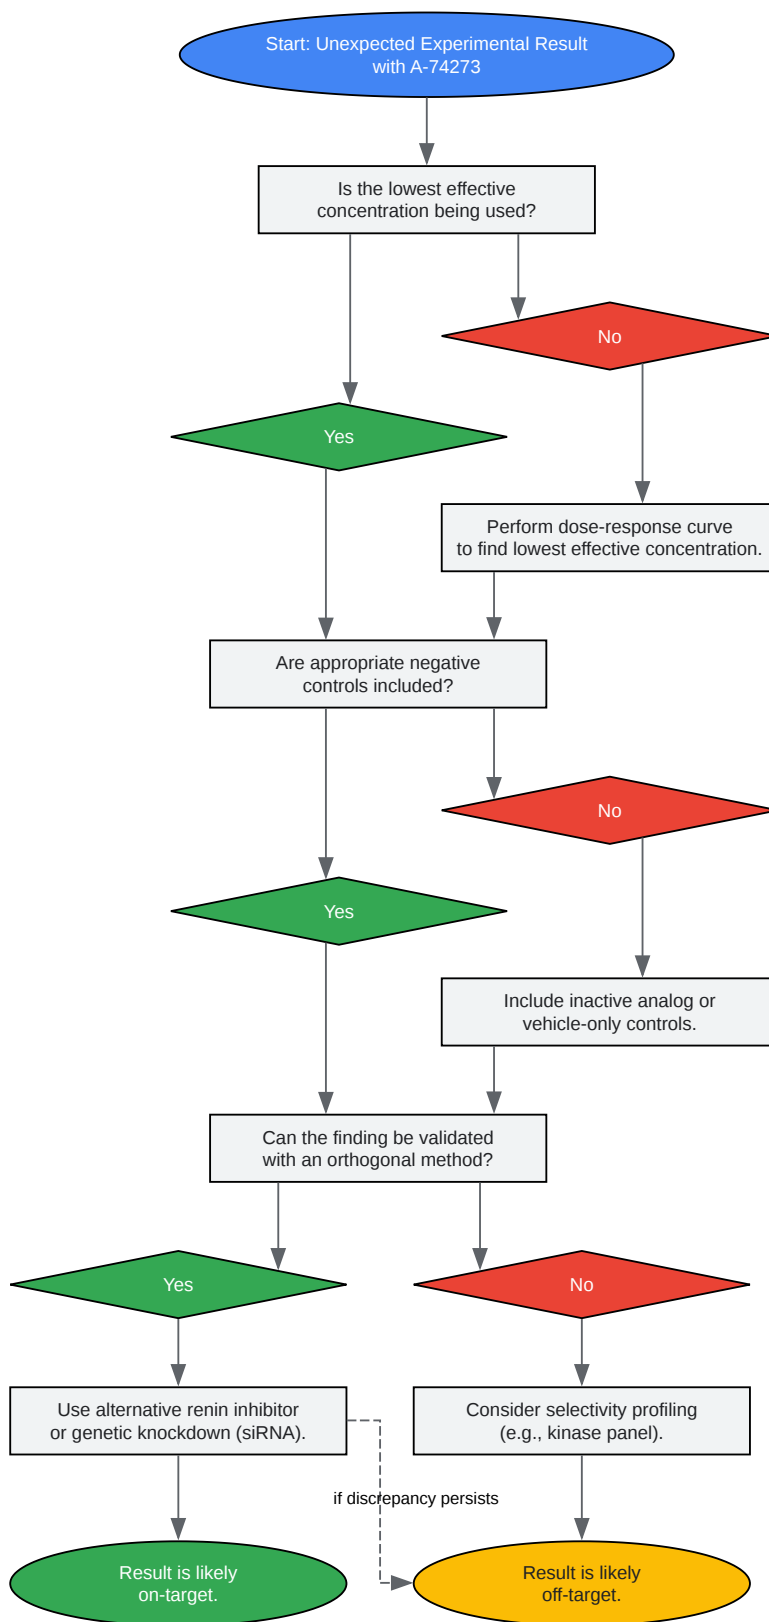 Start: Unexpected Experimental Result
with A-74273
Is the lowest effective
concentration being used?
No
Yes
Perform dose-response curve
to find lowest effective concentration.
Are appropriate negative
controls included?
No
Yes
Include inactive analog or
vehicle-only controls.
Can the finding be validated
with an orthogonal method?
Yes
No
Use alternative renin inhibitor
or genetic knockdown (siRNA).
Consider selectivity profiling
(e.g., kinase panel).
if discrepancy persists
Result is likely
on-target.
Result is likely
off-target.